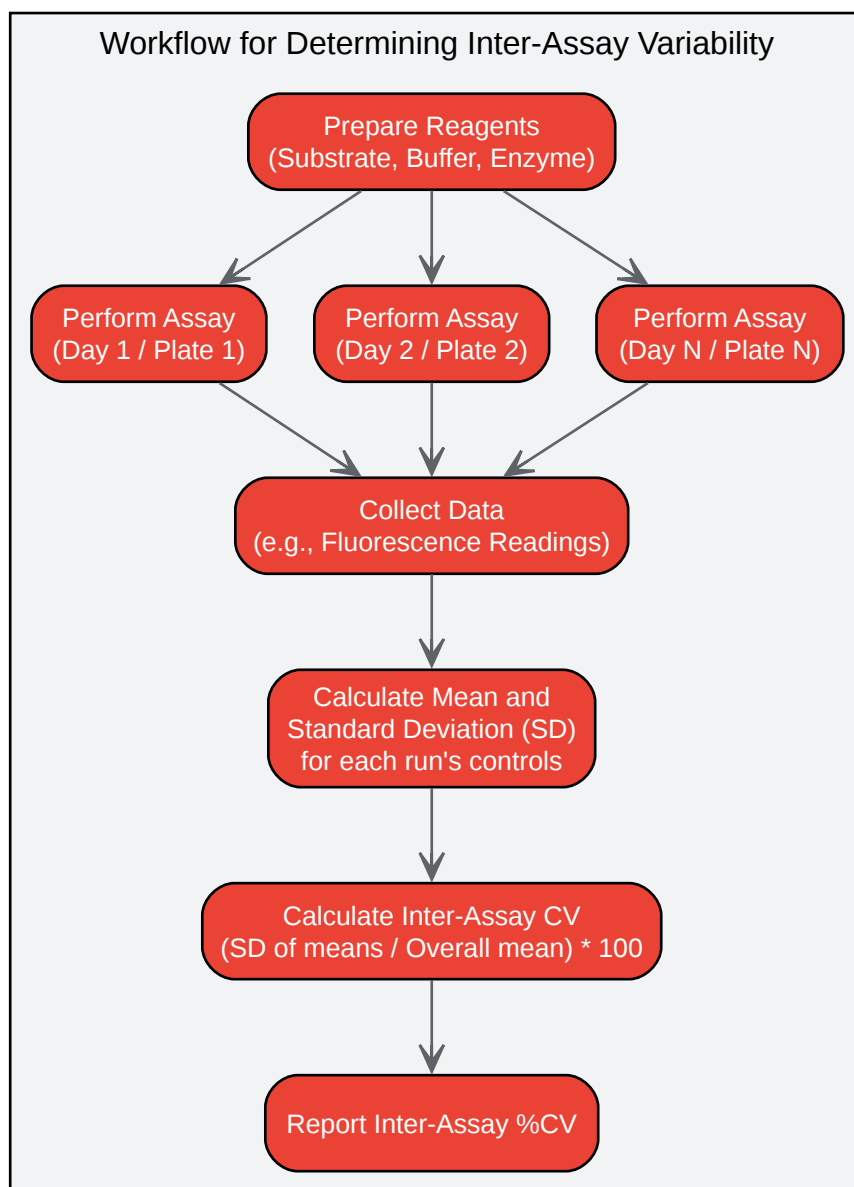 Workflow for Determining Inter-Assay Variability
Prepare Reagents
(Substrate, Buffer, Enzyme)
Perform Assay
(Day 1 / Plate 1)
Perform Assay
(Day 2 / Plate 2)
Perform Assay
(Day N / Plate N)
Collect Data
(e.g., Fluorescence Readings)
Calculate Mean and
Standard Deviation (SD)
for each run's controls
Calculate Inter-Assay CV
(SD of means / Overall mean) * 100
Report Inter-Assay %CV